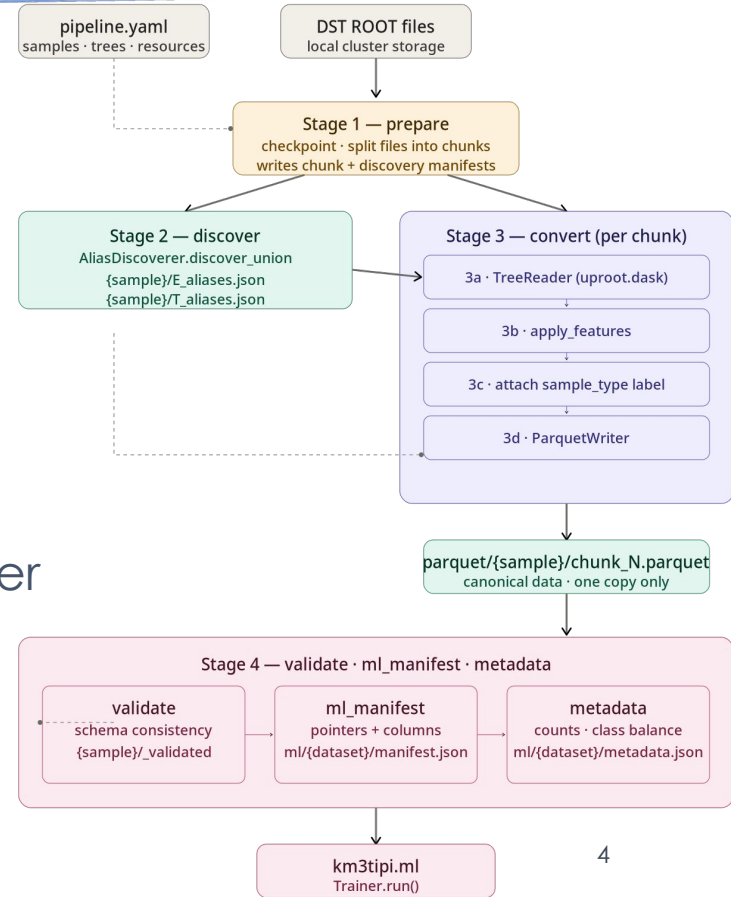 pipeline.yaml
samples · trees · resources
DST ROOT files
local cluster storage
Stage 1 — prepare
checkpoint · split files into chunks
writes chunk + discovery manifests
Stage 2 — discover
AliasDiscoverer.discover_union
{sample}/E_aliases.json
{sample}/T_aliases.json
Stage 3 — convert (per chunk)
3a · TreeReader (uproot.dask)
3b · apply_features
3c · attach sample_type label
3d · ParquetWriter
er
parquet/{sample}/chunk_N.parquet
canonical data · one copy only
Stage 4 — validate · ml_manifest · metadata
validate
schema consistency
{sample}/_validated
ml_manifest
pointers + columns
ml/{dataset}/manifest.json
metadata
counts · class balance
ml/{dataset}/metadata.json
km3tipi.ml
Trainer.run()
4